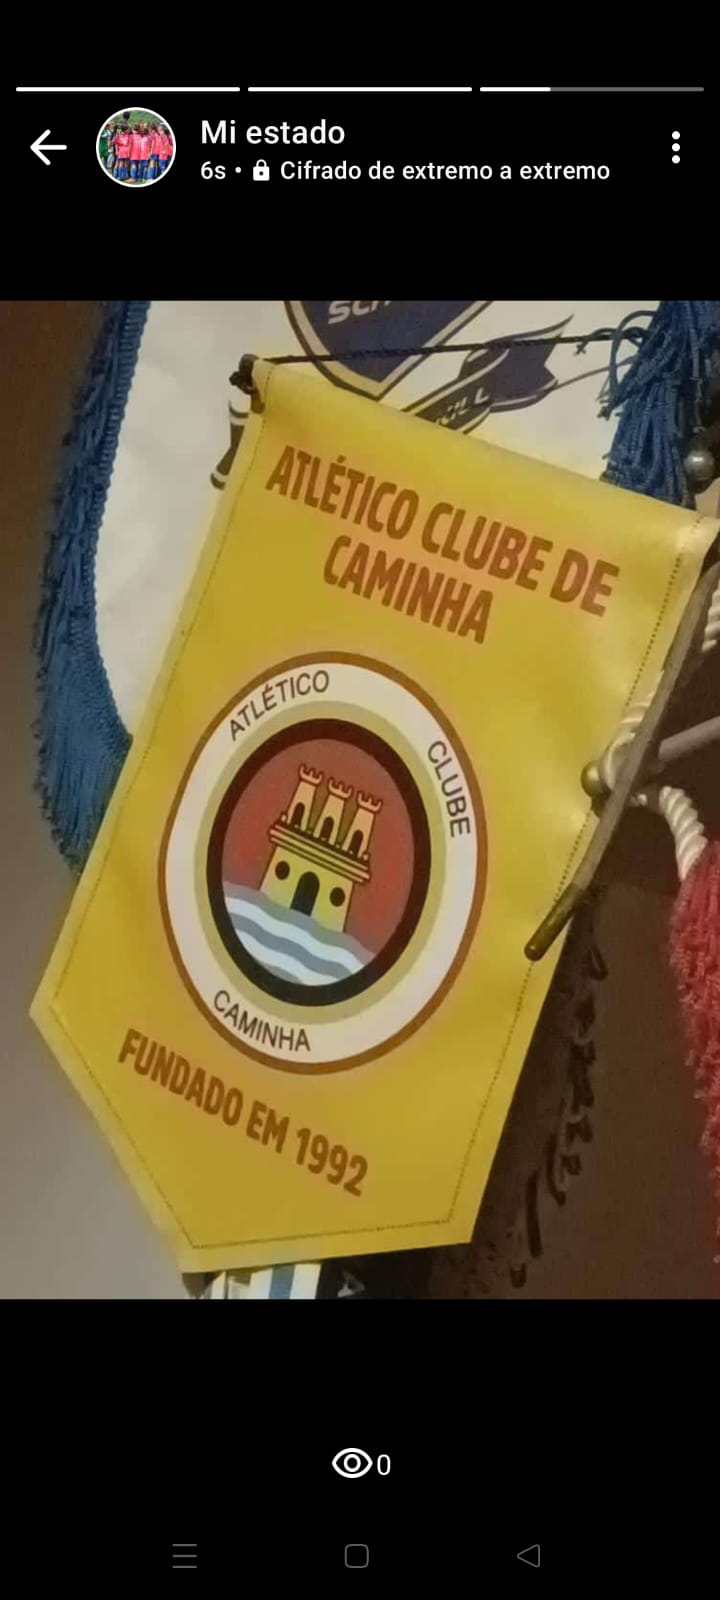 Mi estado
6s • Cifrado de extremo a extremo
ATLÉTICO CLUBE DE
CAMINHA
ATLÉTICO
CLUBE
CAMINHA
FUNDADO EM 1992
0